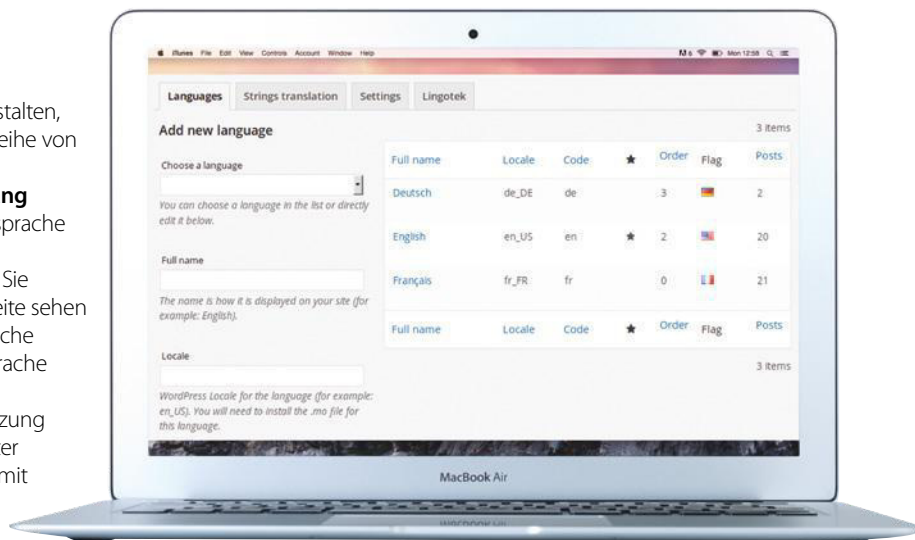 stalten,
eihe von
ng
sprache
Sie
eite sehen
che
rache
zung
er
mit
iTunes File Edit View Controls Account Window Help
6 Mon 12:58
Languages Strings translation Settings Lingotek
Add new language
3 items
Choose a language
You can choose a language in the list or directly
edit it below.
Full name
The name is how it is displayed on your site (for
example: English).
Locale
WordPress Locale for the language (for example:
en_US). You will need to install the .mo file for
this language.
Full name Locale Code ★ Order Flag Posts
Deutsch de_DE de 3 2
English en_US en ★ 2 20
Français fr_FR fr 0 21
Full name Locale Code ★ Order Flag Posts
3 items
MacBook Air